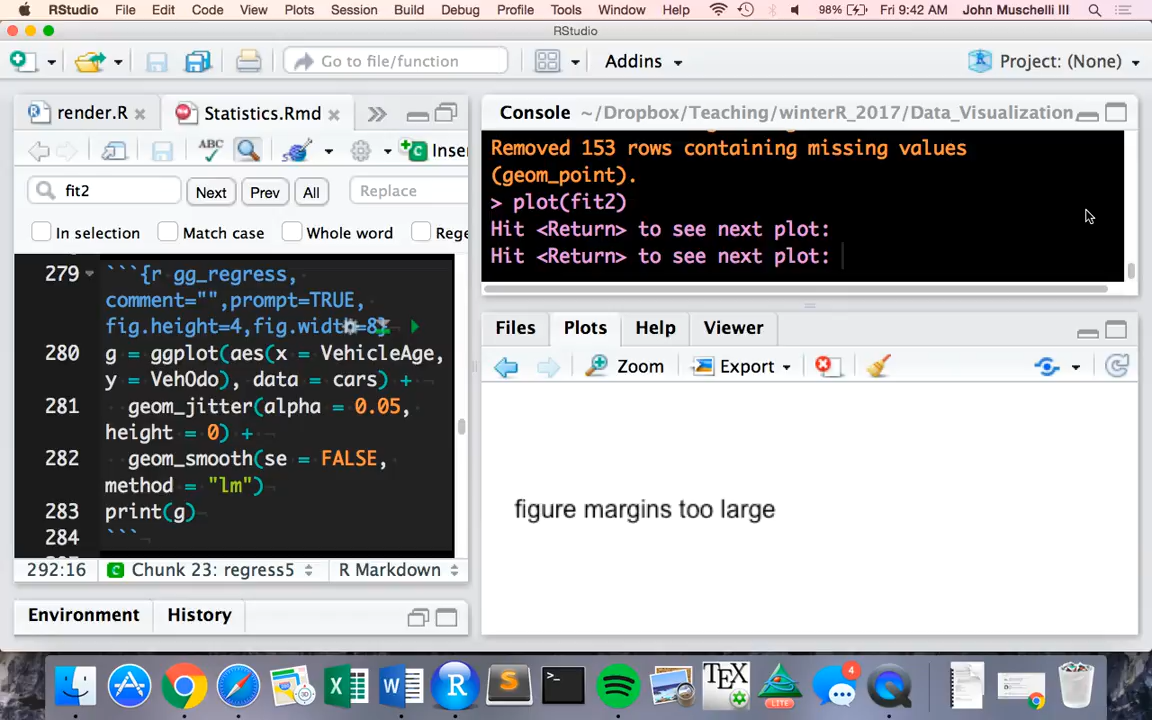 RStudio File Edit Code View Plots Session Build Debug Profile Tools Window Help 98% Fri 9:42 AM John Muschelli III
RStudio
Go to file/function Addins Project: (None)
render.R Statistics.Rmd
ABC Inser
fit2 Next Prev All Replace
In selection Match case Whole word Rege
279 ```{r gg_regress,
comment="",prompt=TRUE,
fig.height=4,fig.width=8}
280 g = ggplot(aes(x = VehicleAge,
y = VehOdo), data = cars) +
281 geom_jitter(alpha = 0.05,
height = 0) +
282 geom_smooth(se = FALSE,
method = "lm")
283 print(g)
284 ```
292:16 Chunk 23: regress5 R Markdown
Environment History
Console ~/Dropbox/Teaching/winterR_2017/Data_Visualization
Removed 153 rows containing missing values
(geom_point).
> plot(fit2)
Hit <Return> to see next plot:
Hit <Return> to see next plot:
Files Plots Help Viewer
Zoom Export
figure margins too large
30 X W R S >_ TEX LITE 4